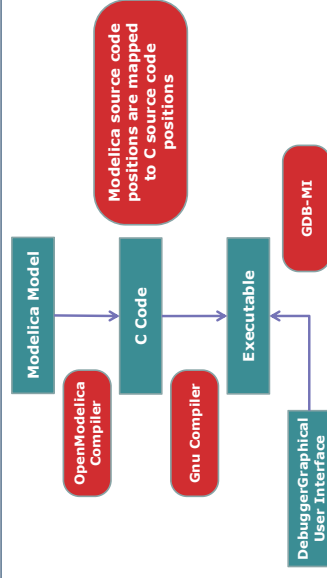 Modelica Model
OpenModelica
Compiler
C Code
Modelica source code
positions are mapped
to C source code
positions
Gnu Compiler
Executable
GDB-MI
DebuggerGraphical
User Interface